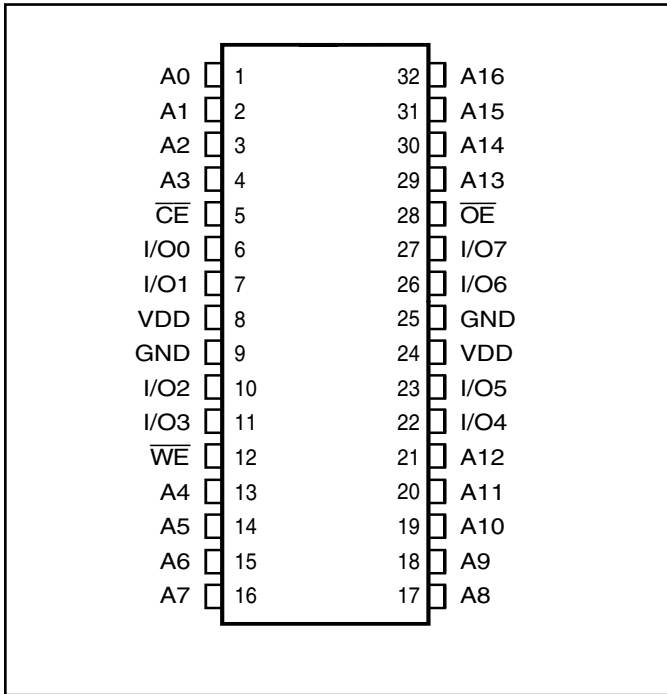 A0 1 32 A16
A1 2 31 A15
A2 3 30 A14
A3 4 29 A13
C̅E̅ 5 28 O̅E̅
I/O0 6 27 I/O7
I/O1 7 26 I/O6
VDD 8 25 GND
GND 9 24 VDD
I/O2 10 23 I/O5
I/O3 11 22 I/O4
W̅E̅ 12 21 A12
A4 13 20 A11
A5 14 19 A10
A6 15 18 A9
A7 16 17 A8